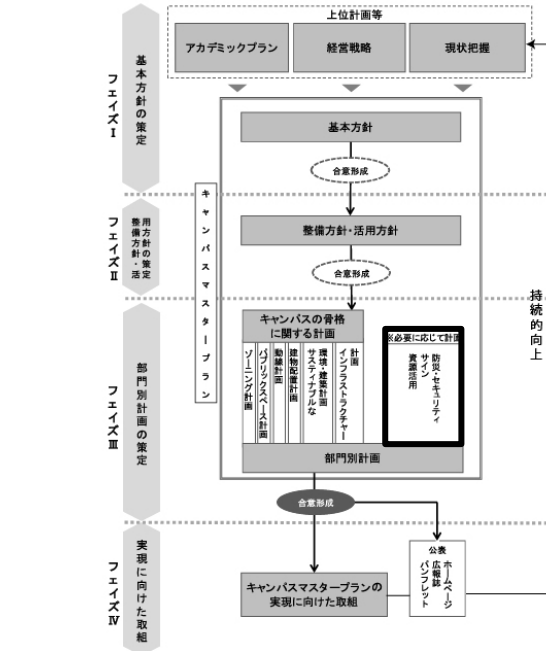 上位計画等
アカデミックプラン
経営戦略
現状把握
フェイズⅠ
基本方針の策定
基本方針
合意形成
キャンパスマスタープラン
フェイズⅡ
整備方針・活
用方針の策定
整備方針・活用方針
合意形成
持続的向上
フェイズⅢ
部門別計画の策定
キャンパスの骨格
に関する計画
ゾーニング計画
パブリックスペース計画
動線計画
建物配置計画
サスティナブルな
環境・建築計画
インフラストラクチャー
計画
※必要に応じて計画
防災・セキュリティ
サイン
資源活用
部門別計画
合意形成
フェイズⅣ
実現に向けた取組
キャンパスマスタープランの
実現に向けた取組
公表
ホームページ
広報誌
パンフレット